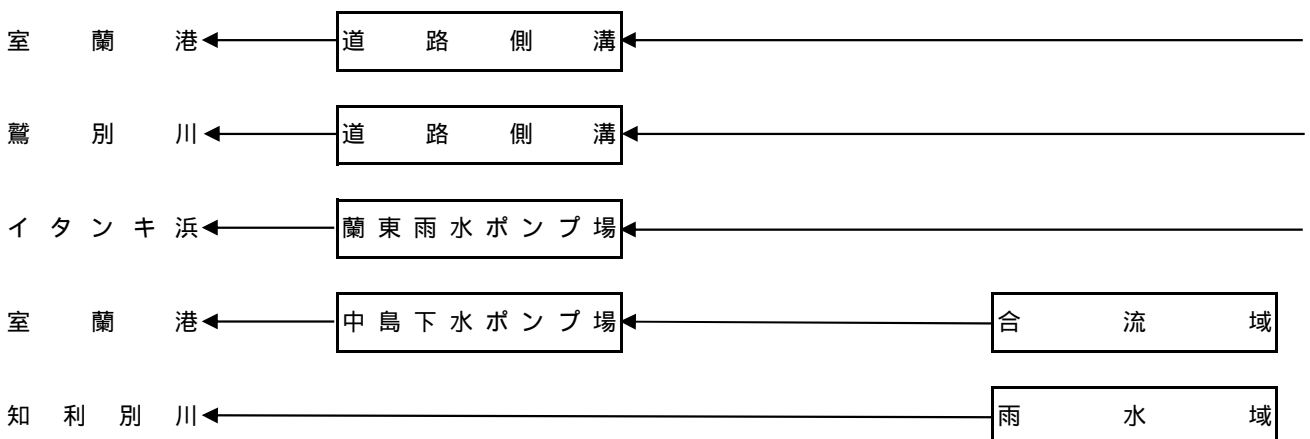 室蘭港 道路側溝
鷲別川 道路側溝
イタンキ浜 蘭東雨水ポンプ場
室蘭港 中島下水ポンプ場 合流域
知利別川 雨水域